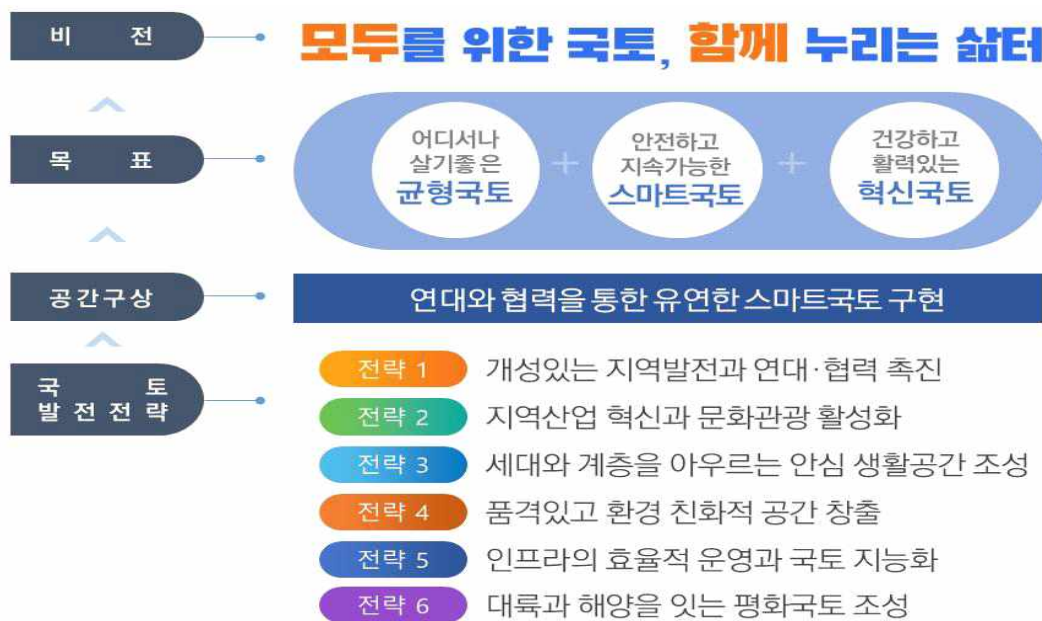 비 전
모두를 위한 국토, 함께 누리는 삶터
목 표
어디서나
살기좋은
균형국토
+
안전하고
지속가능한
스마트국토
+
건강하고
활력있는
혁신국토
공간구상
연대와 협력을 통한 유연한 스마트국토 구현
국 토
발전전략
전략 1 개성있는 지역발전과 연대·협력 촉진
전략 2 지역산업 혁신과 문화관광 활성화
전략 3 세대와 계층을 아우르는 안심 생활공간 조성
전략 4 품격있고 환경 친화적 공간 창출
전략 5 인프라의 효율적 운영과 국토 지능화
전략 6 대륙과 해양을 잇는 평화국토 조성